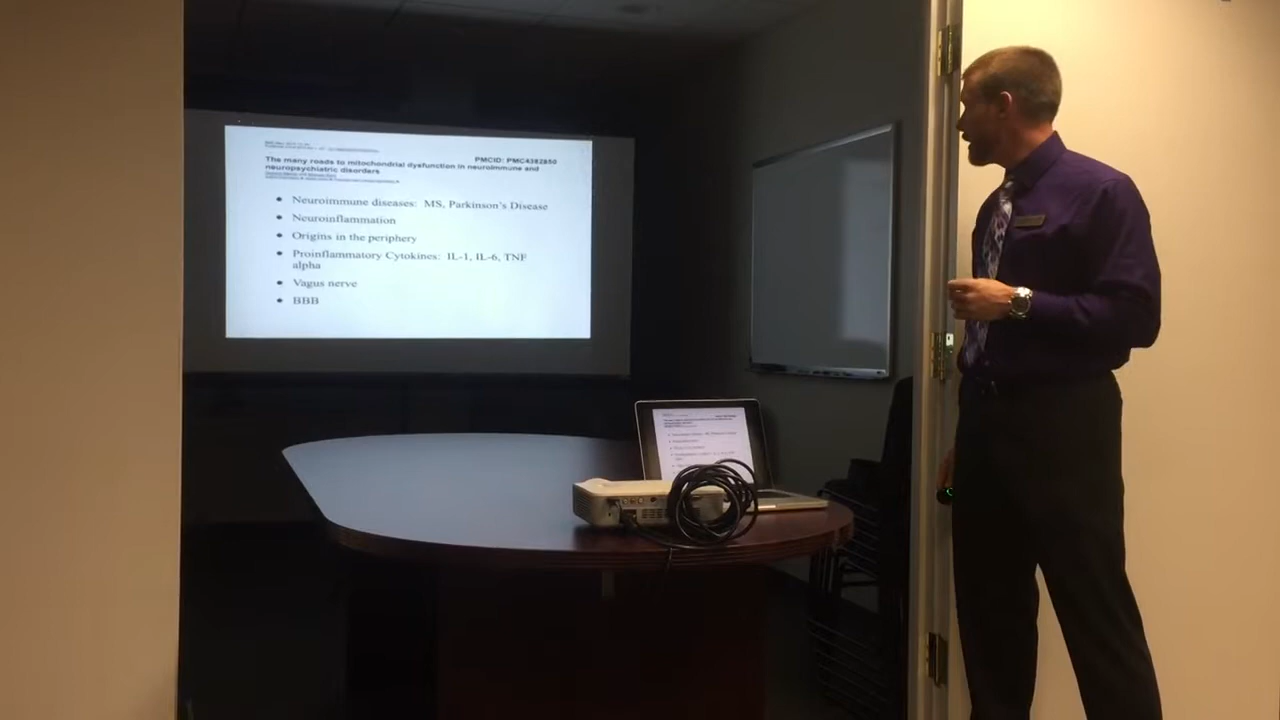 PMCID: PMC4382850
The many roads to mitochondrial dysfunction in neuroimmune and
neuropsychiatric disorders
• Neuroimmune diseases: MS, Parkinson's Disease
• Neuroinflammation
• Origins in the periphery
• Proinflammatory Cytokines: IL-1, IL-6, TNF
alpha
• Vagus nerve
• BBB